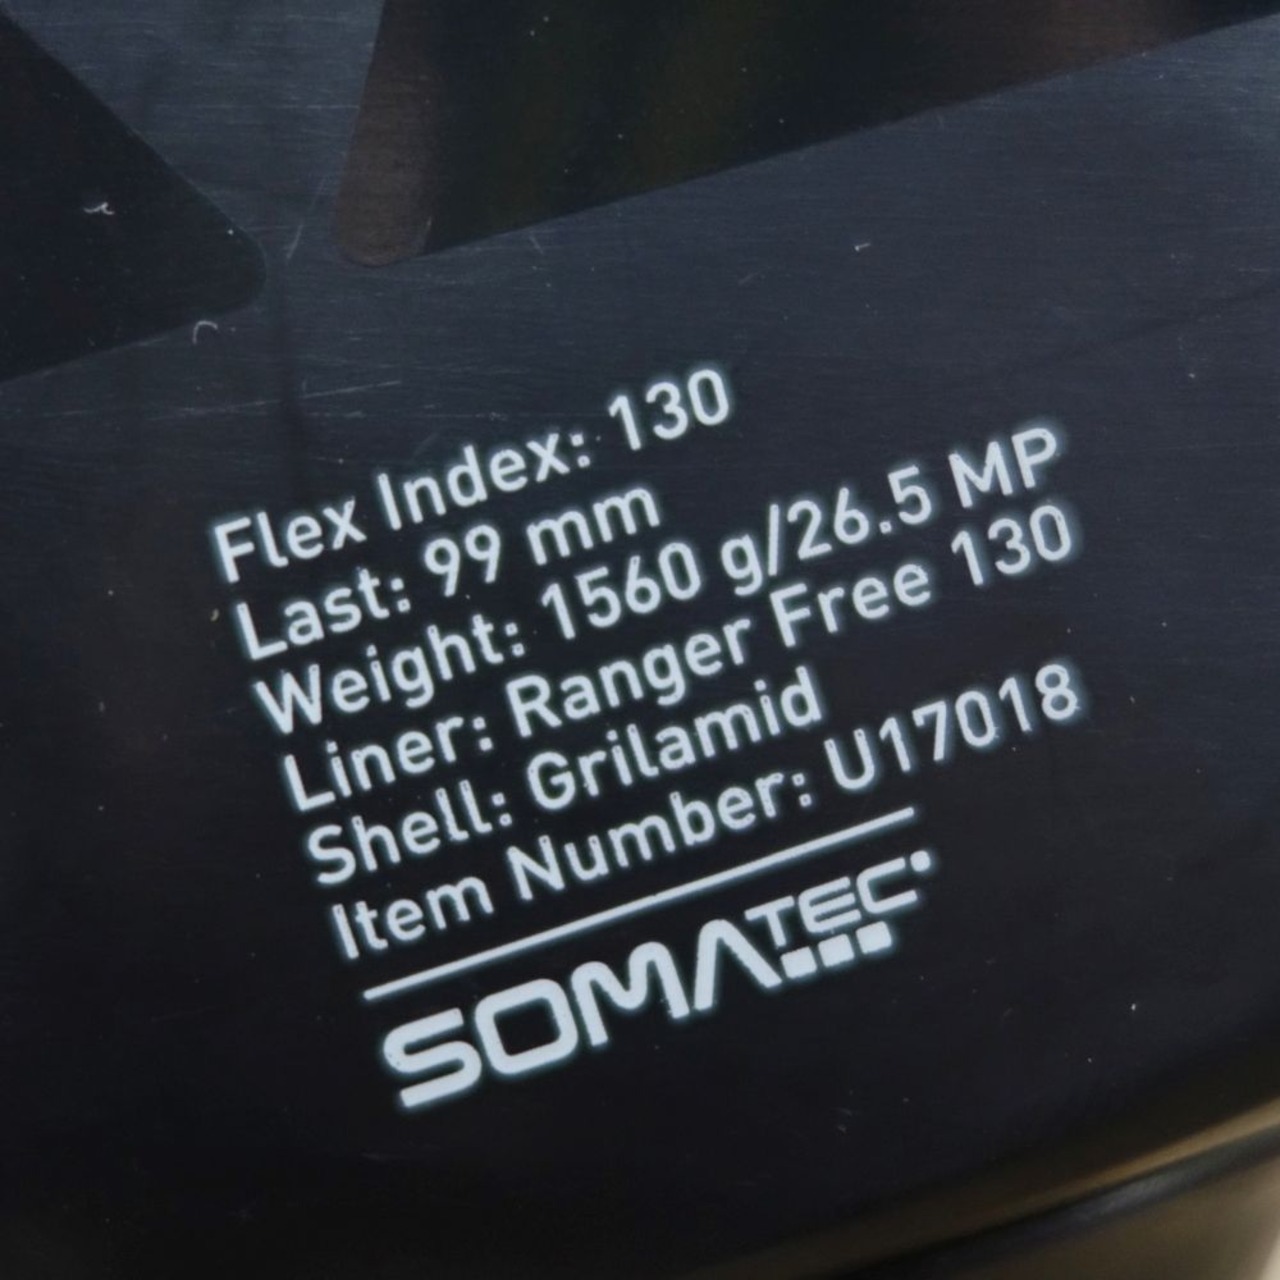 Flex Index: 130
Last: 99 mm
Weight: 1560 g/26.5 MP
Liner: Ranger Free 130
Shell: Grilamid
Item Number: U17018
SOMATEC